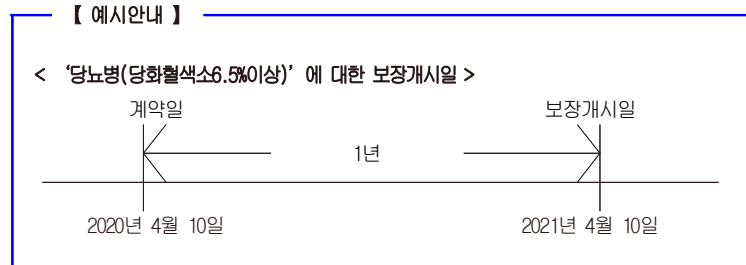 【 예시안내 】
< ‘당뇨병(당화혈색소6.5%이상)’ 에 대한 보장개시일 >
계약일 보장개시일
1년
2020년 4월 10일 2021년 4월 10일